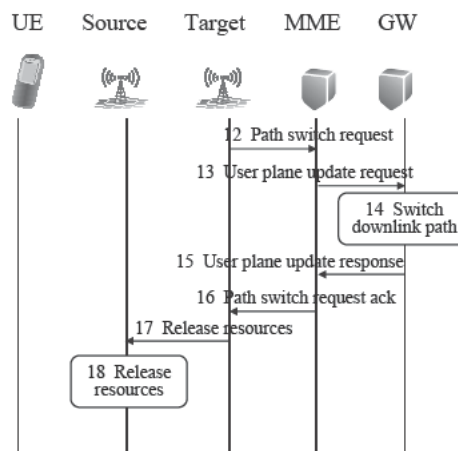 UE Source Target MME GW
12 Path switch request
13 User plane update request
14 Switch
downlink path
15 User plane update response
16 Path switch request ack
17 Release resources
18 Release
resources